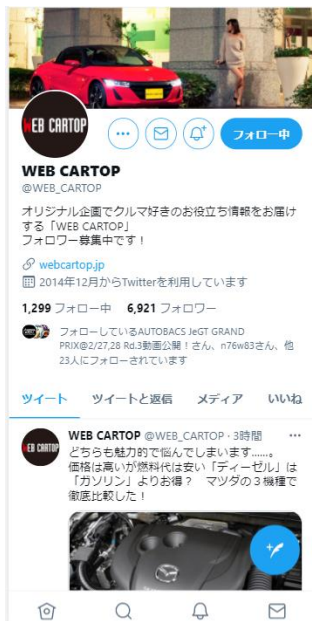 WEB CARTOP
フォロー中
WEB CARTOP
@WEB_CARTOP
オリジナル企画でクルマ好きのお役立ち情報をお届け
する「WEB CARTOP」
フォロワー募集中です！
webcartop.jp
2014年12月からTwitterを利用しています
1,299 フォロー中 6,921 フォロワー
フォローしているAUTOBACS JeGT GRAND
PRIX@2/27,28 Rd.3動画公開！さん、n76w83さん、他
23人にフォローされています
ツイート ツイートと返信 メディア いいね
WEB CARTOP
WEB CARTOP @WEB_CARTOP · 3時間
どちらも魅力的で悩んでしまいます……。
価格は高いが燃料代は安い「ディーゼル」は
「ガソリン」よりお得？ マツダの３機種で
徹底比較した！